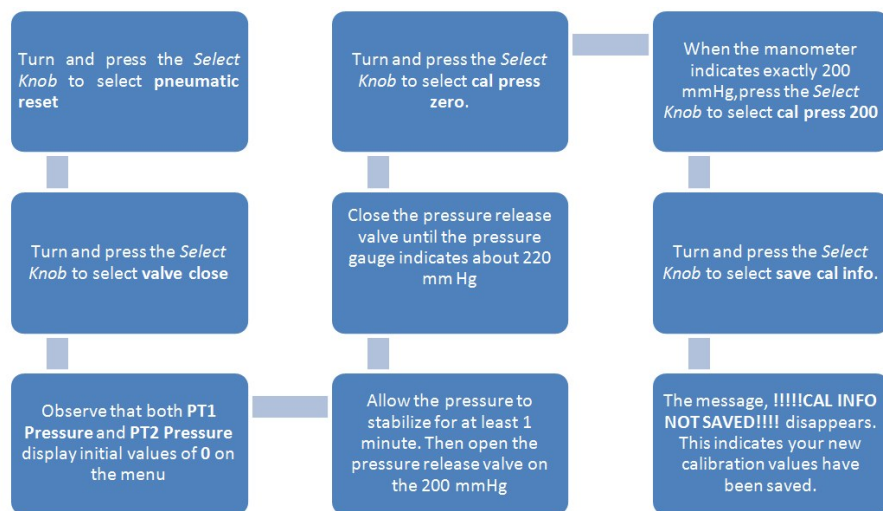 Turn and press the Select
Knob to select pneumatic
reset
Turn and press the Select
Knob to select valve close
Observe that both PT1
Pressure and PT2 Pressure
display initial values of 0 on
the menu
Allow the pressure to
stabilize for at least 1
minute. Then open the
pressure release valve on
the 200 mmHg
Close the pressure release
valve until the pressure
gauge indicates about 220
mm Hg
Turn and press the Select
Knob to select cal press
zero.
When the manometer
indicates exactly 200
mmHg,press the Select
Knob to select cal press 200
Turn and press the Select
Knob to select save cal info.
The message, !!!!!CAL INFO
NOT SAVED!!!! disappears.
This indicates your new
calibration values have
been saved.